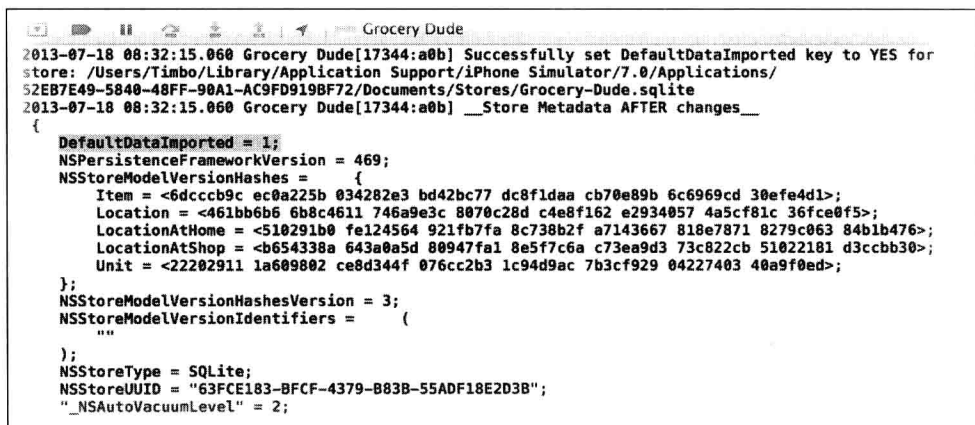 Grocery Dude
2013-07-18 08:32:15.060 Grocery Dude[17344:a0b] Successfully set DefaultDataImported key to YES for
store: /Users/Timbo/Library/Application Support/iPhone Simulator/7.0/Applications/
52EB7E49-5840-48FF-90A1-AC9FD919BF72/Documents/Stores/Grocery-Dude.sqlite
2013-07-18 08:32:15.060 Grocery Dude[17344:a0b] __Store Metadata AFTER changes__
{
DefaultDataImported = 1;
NSPersistenceFrameworkVersion = 469;
NSStoreModelVersionHashes =     {
Item = <6dcccb9c ec0a225b 034282e3 bd42bc77 dc8f1daa cb70e89b 6c6969cd 30efe4d1>;
Location = <461bb6b6 6b8c4611 746a9e3c 8070c28d c4e8f162 e2934057 4a5cf81c 36fce0f5>;
LocationAtHome = <510291b0 fe124564 921fb7fa 8c738b2f a7143667 818e7871 8279c063 84b1b476>;
LocationAtShop = <b654338a 643a0a5d 80947fa1 8e5f7c6a c73ea9d3 73c822cb 51022181 d3ccbb30>;
Unit = <22202911 1a609802 ce8d344f 076cc2b3 1c94d9ac 7b3cf929 04227403 40a9f0ed>;
};
NSStoreModelVersionHashesVersion = 3;
NSStoreModelVersionIdentifiers =     (
""
);
NSStoreType = SQLite;
NSStoreUUID = "63FCE183-BFCF-4379-B83B-55ADF18E2D3B";
"_NSAutoVacuumLevel" = 2;